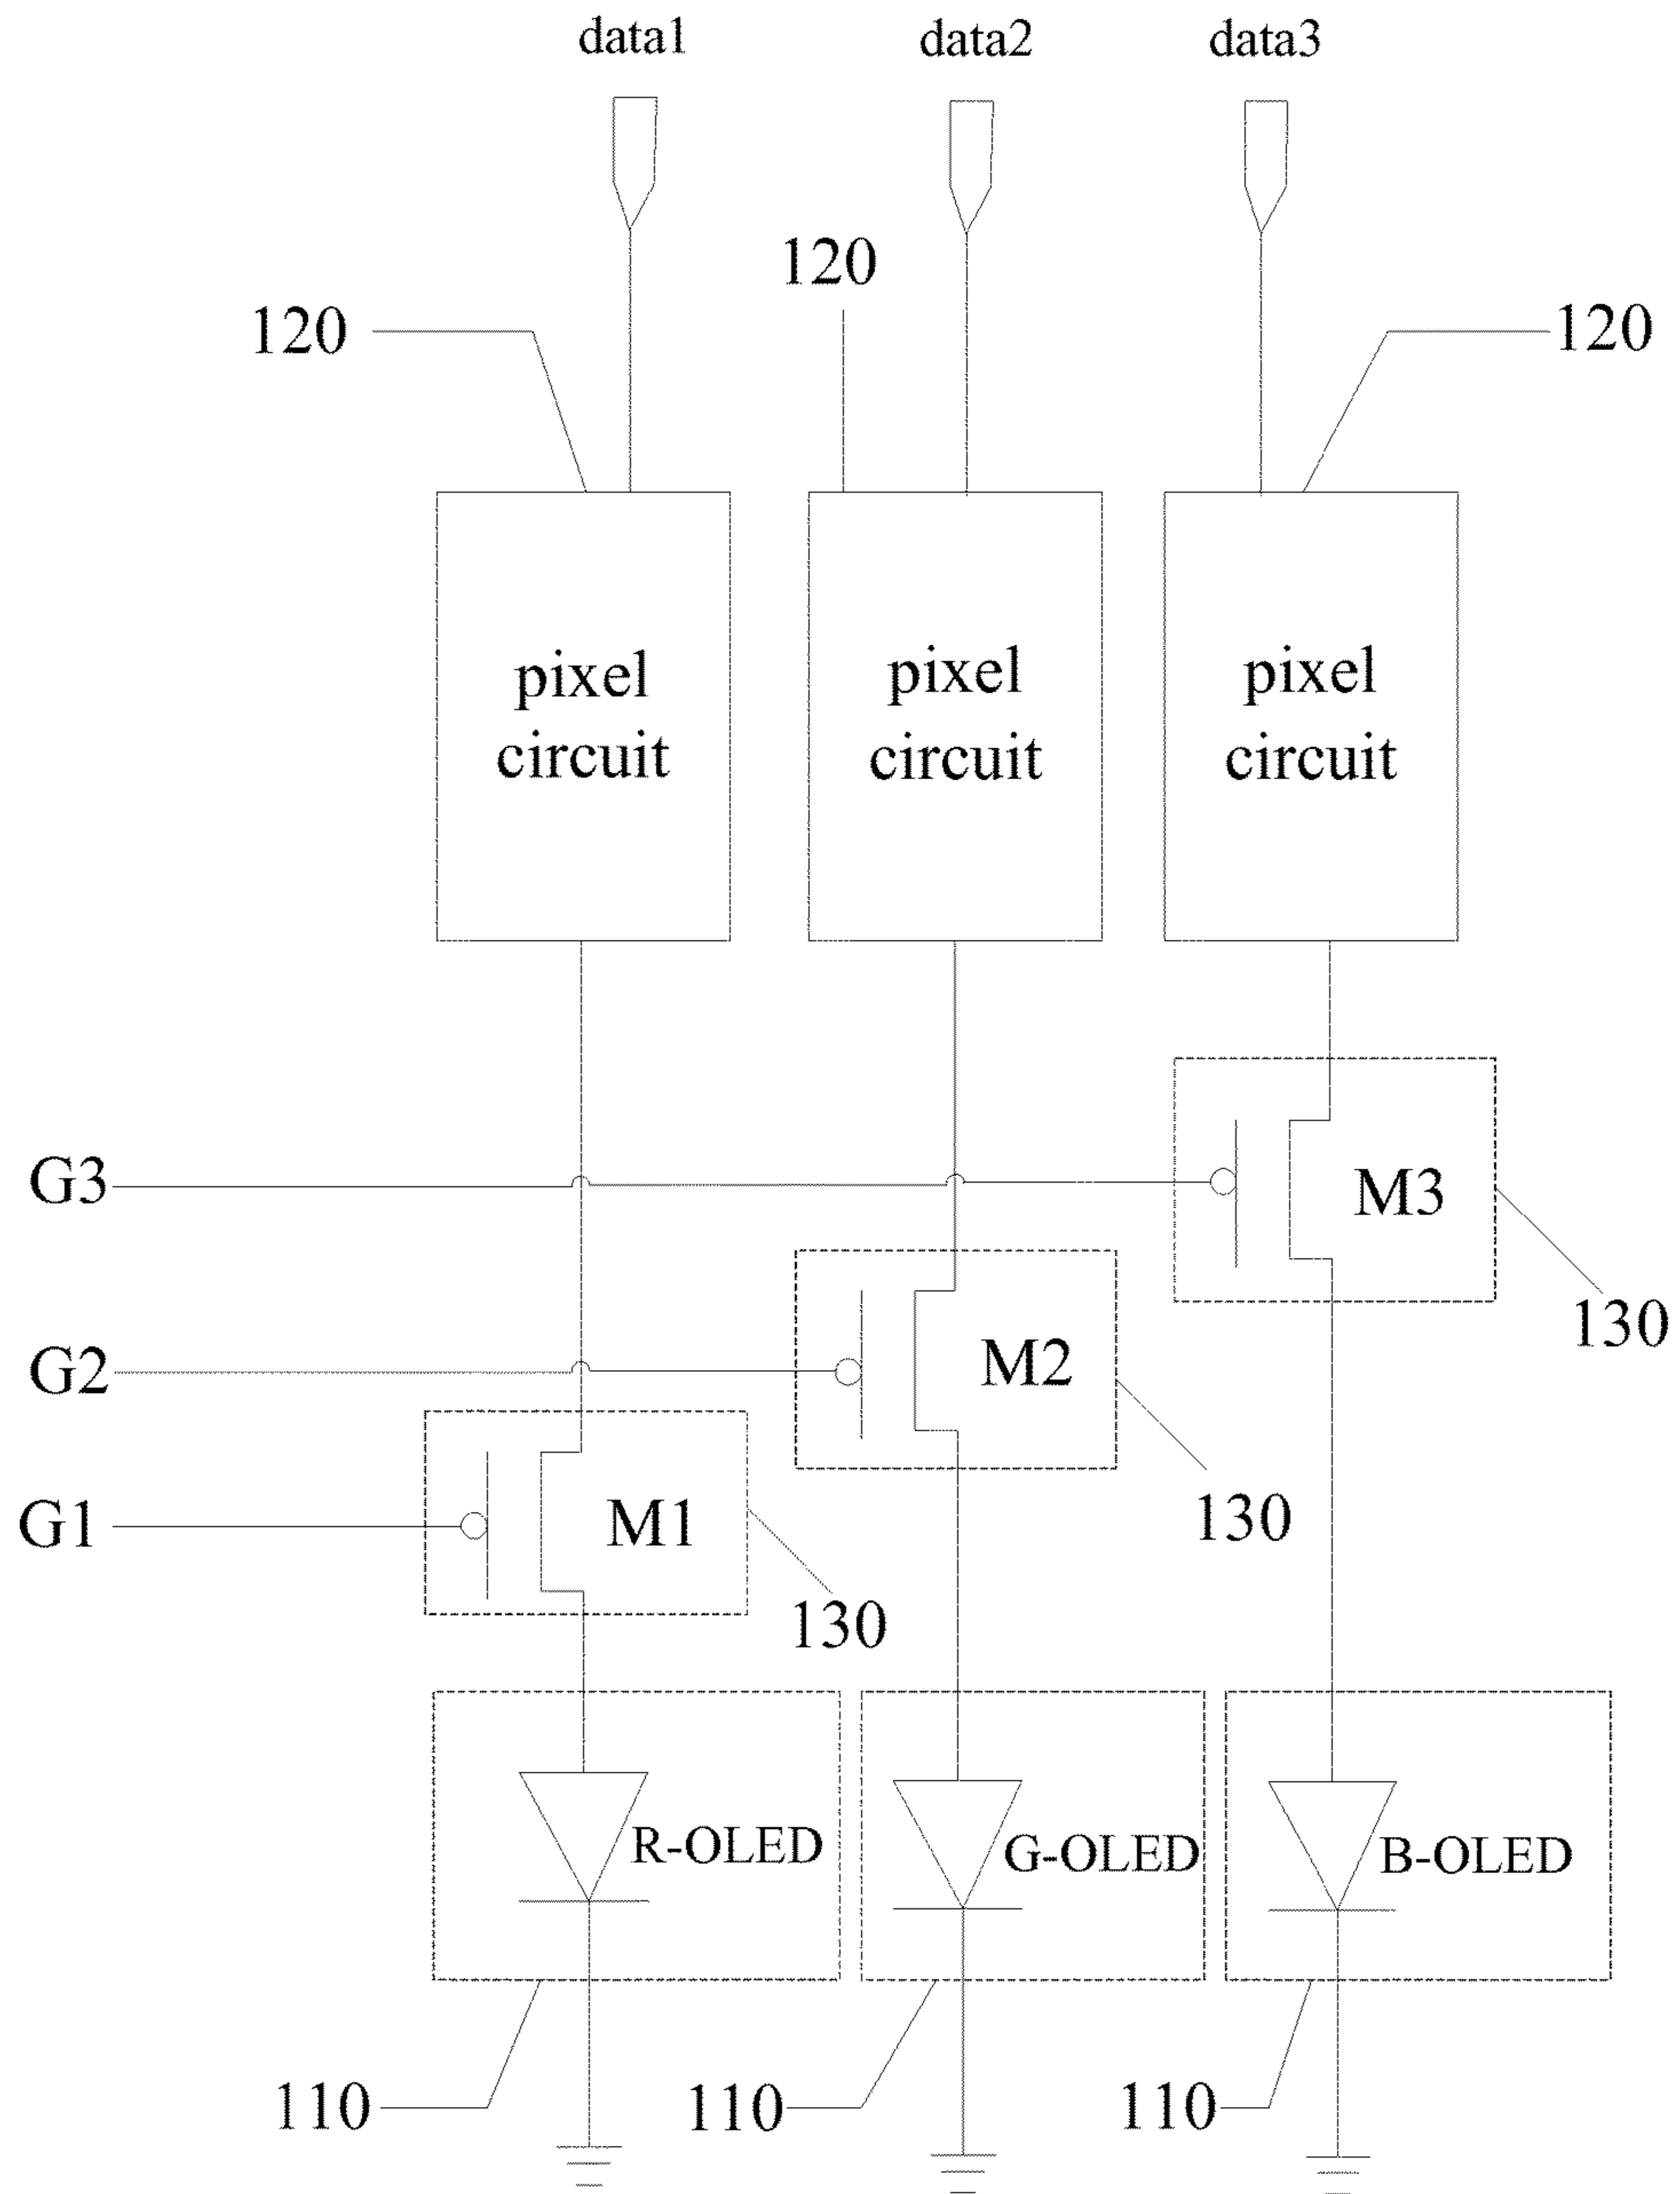 data1
data2
data3
120
120
120
pixel
circuit
pixel
circuit
pixel
circuit
G3
M3
130
G2
M2
130
G1
M1
130
R-OLED
G-OLED
B-OLED
110
110
110